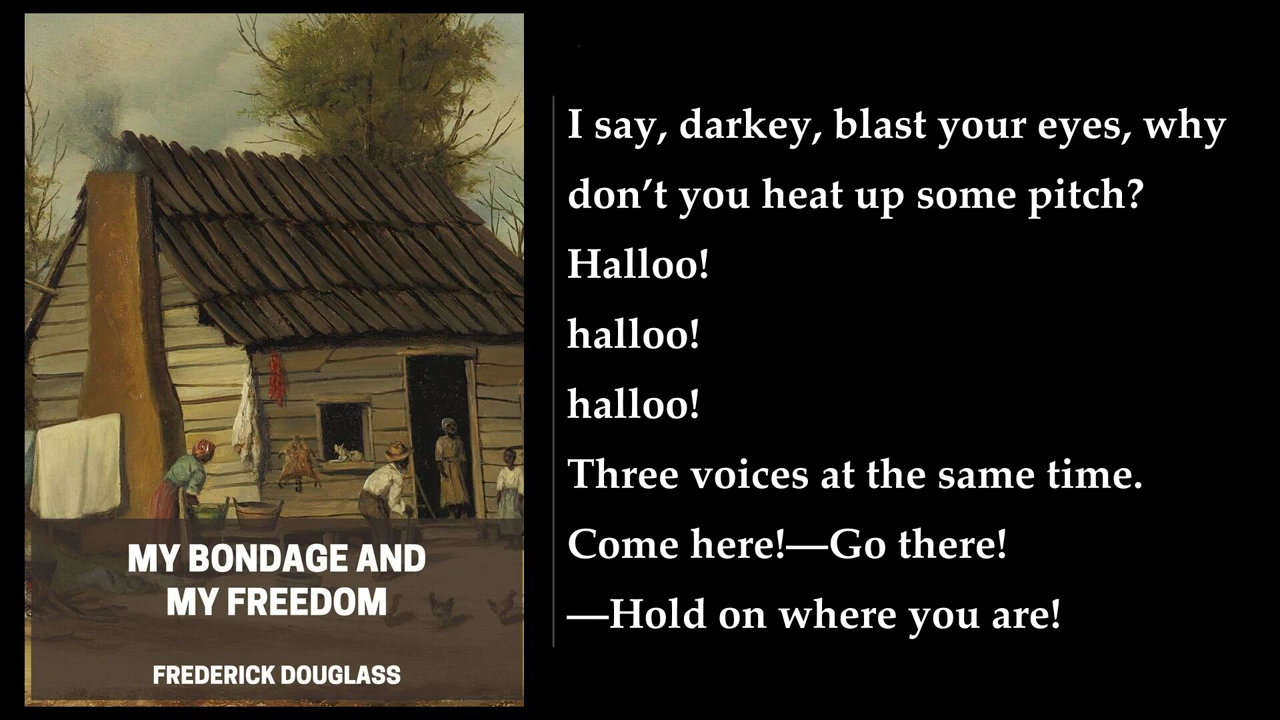 MY BONDAGE AND
MY FREEDOM
FREDERICK DOUGLASS
I say, darkey, blast your eyes, why
don’t you heat up some pitch?
Halloo!
halloo!
halloo!
Three voices at the same time.
Come here!—Go there!
—Hold on where you are!